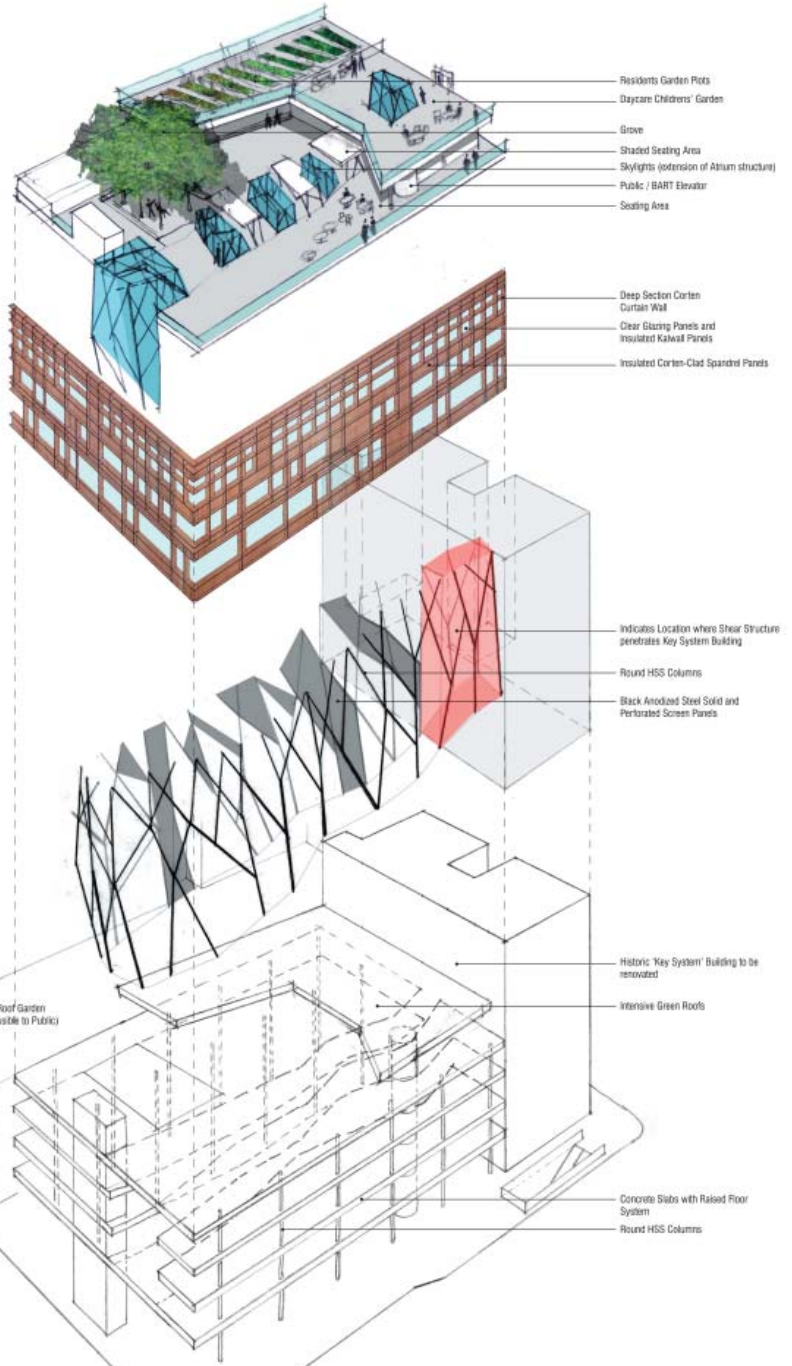 Residents Garden Plots
Daycare Childrens' Garden
Grove
Shaded Seating Area
Skylights (extension of Atrium structure)
Public / BART Elevator
Seating Area
Deep Section Corten
Curtain Wall
Clear Glazing Panels and
Insulated Kalwall Panels
Insulated Corten-Clad Spandrel Panels
Indicates Location where Shear Structure
penetrates Key System Building
Round HSS Columns
Black Anodized Steel Solid and
Perforated Screen Panels
Historic 'Key System' Building to be
renovated
Intensive Green Roofs
Roof Garden
to Public)
Concrete Slabs with Raised Floor
System
Round HSS Columns